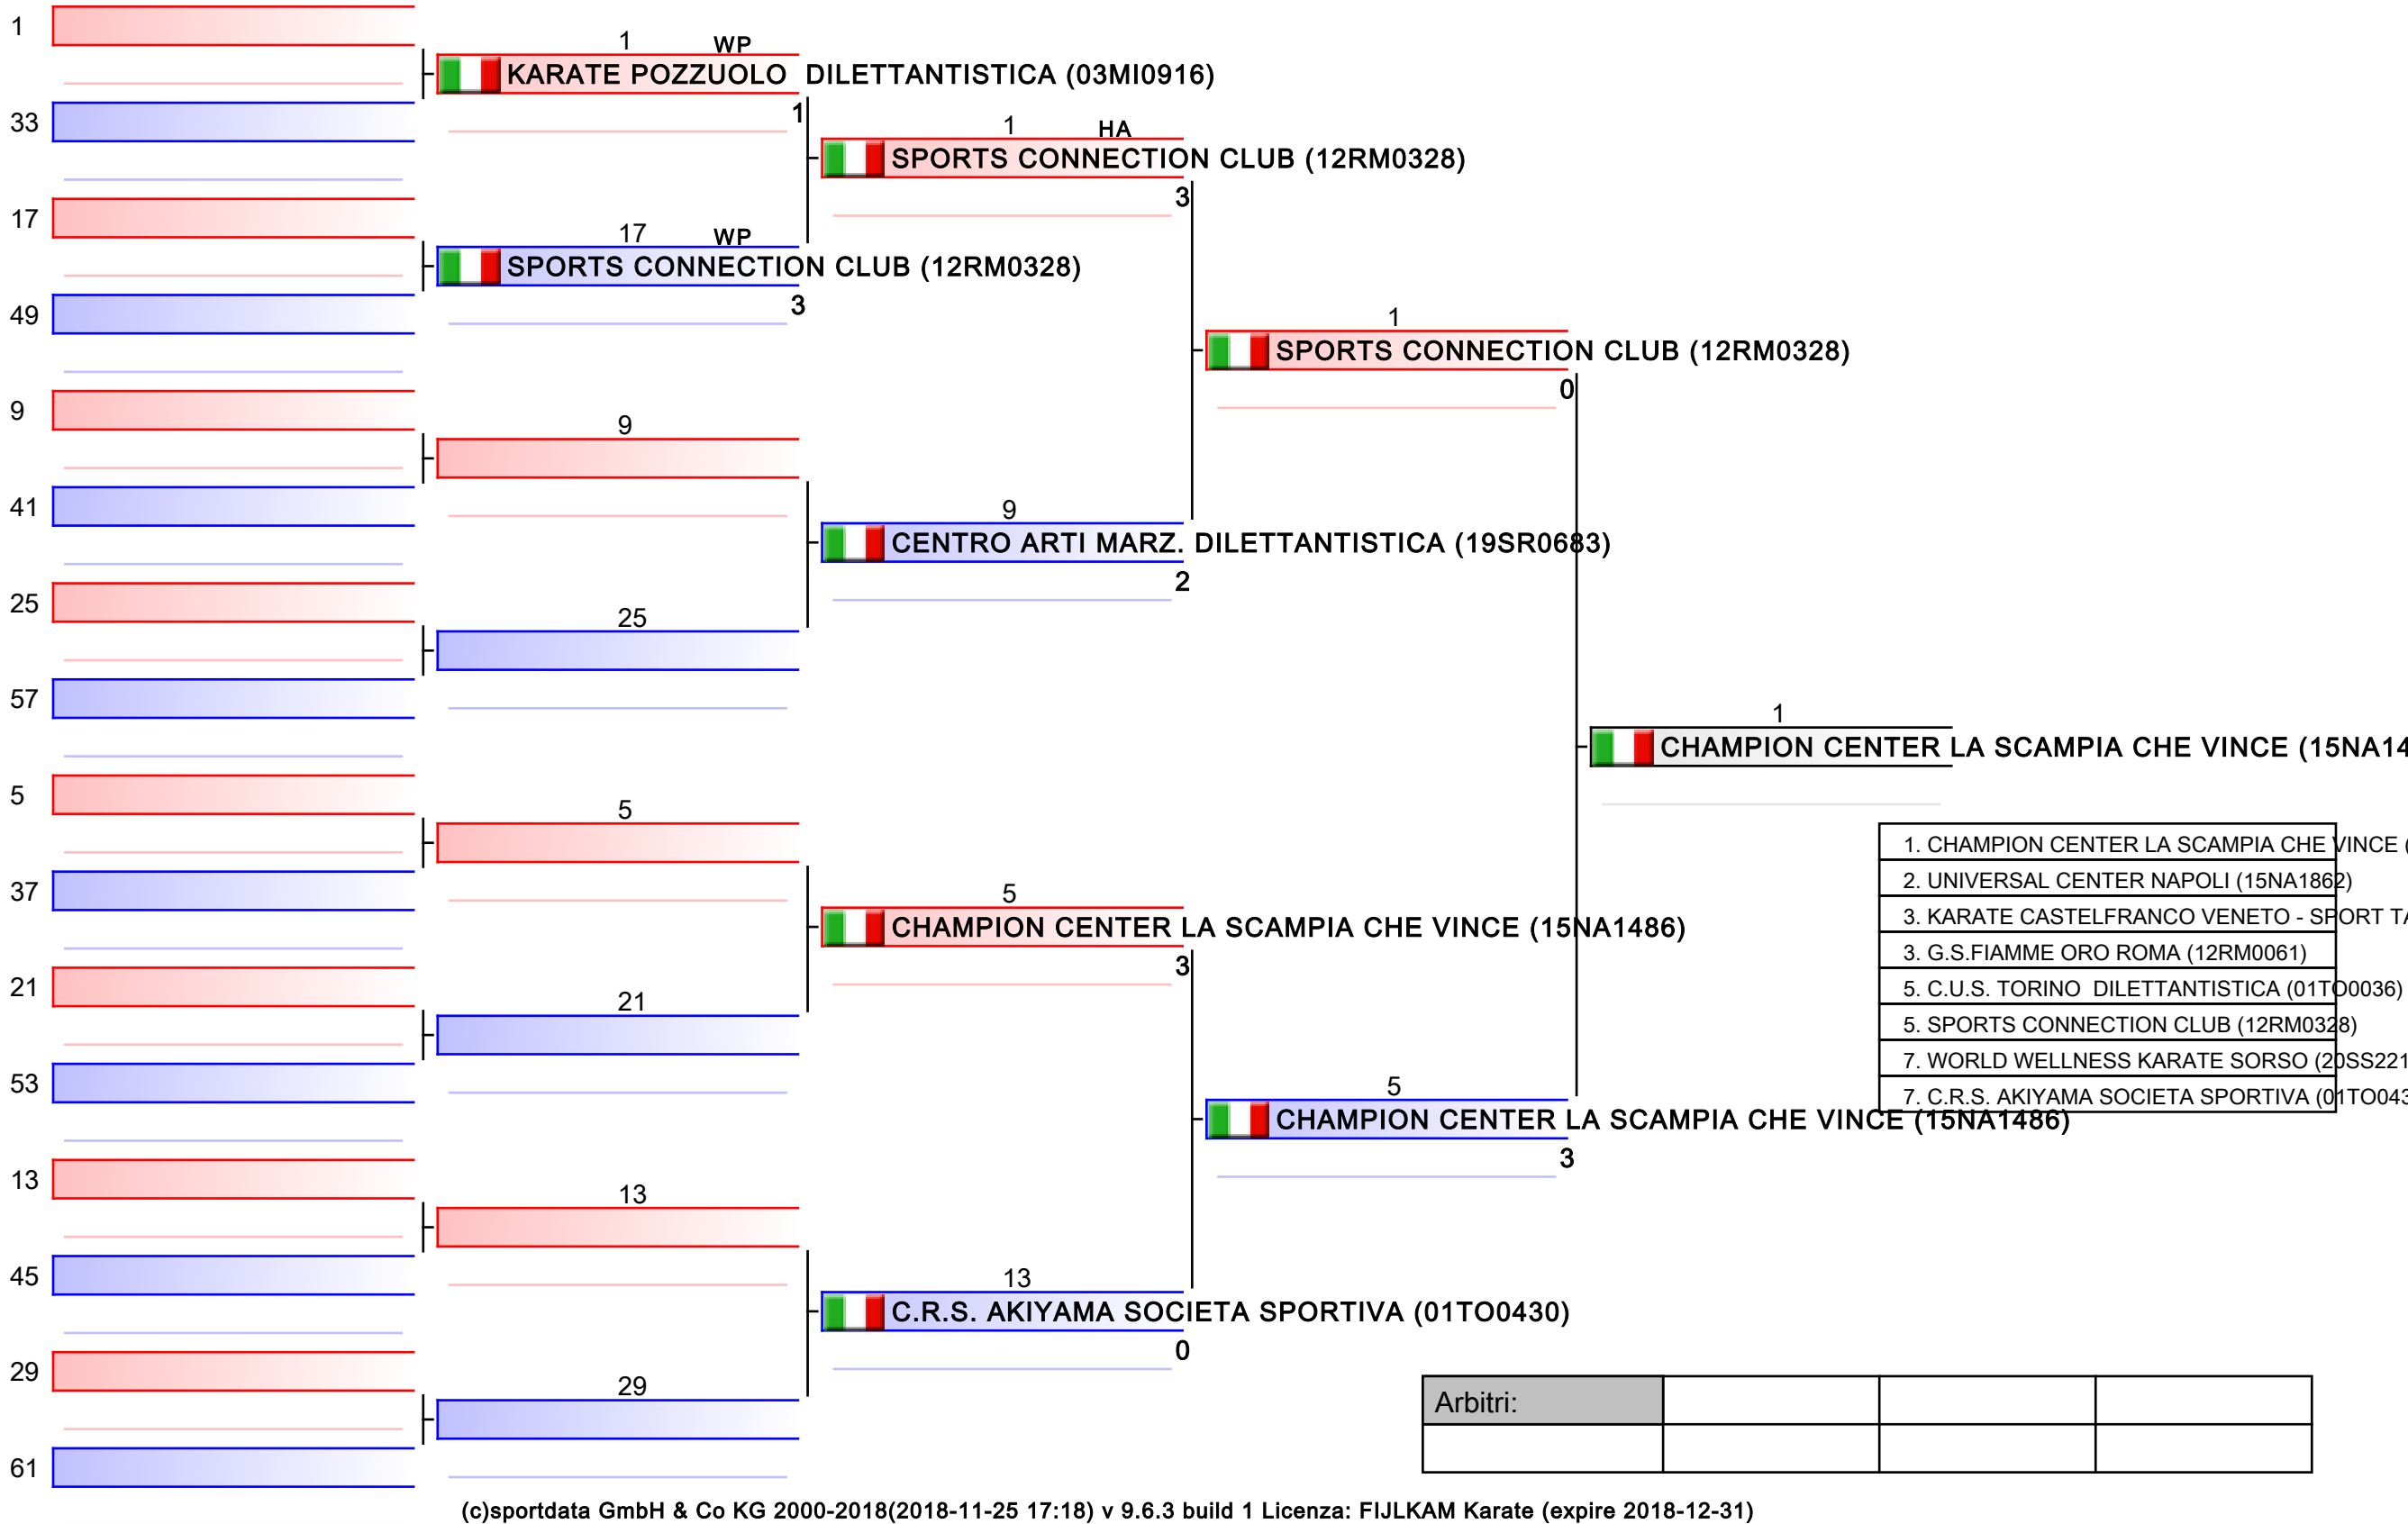 1
1 WP
KARATE POZZUOLO  DILETTANTISTICA (03MI0916)
1
33
1 HA
SPORTS CONNECTION CLUB (12RM0328)
3
17
17 WP
SPORTS CONNECTION CLUB (12RM0328)
3
49
1
SPORTS CONNECTION CLUB (12RM0328)
0
9
9
41
9
CENTRO ARTI MARZ. DILETTANTISTICA (19SR0683)
2
25
25
57
1
CHAMPION CENTER LA SCAMPIA CHE VINCE (15NA14
5
5
1. CHAMPION CENTER LA SCAMPIA CHE VINCE (
2. UNIVERSAL CENTER NAPOLI (15NA1862)
3. KARATE CASTELFRANCO VENETO - SPORT TA
3. G.S.FIAMME ORO ROMA (12RM0061)
5. C.U.S. TORINO  DILETTANTISTICA (01TO0036)
5. SPORTS CONNECTION CLUB (12RM0328)
7. WORLD WELLNESS KARATE SORSO (20SS221
7. C.R.S. AKIYAMA SOCIETA SPORTIVA (01TO043
37
5
CHAMPION CENTER LA SCAMPIA CHE VINCE (15NA1486)
3
21
21
53
5
CHAMPION CENTER LA SCAMPIA CHE VINCE (15NA1486)
3
13
13
45
13
C.R.S. AKIYAMA SOCIETA SPORTIVA (01TO0430)
0
29
29
61
Arbitri:
(c)sportdata GmbH & Co KG 2000-2018(2018-11-25 17:18) v 9.6.3 build 1 Licenza: FIJLKAM Karate (expire 2018-12-31)